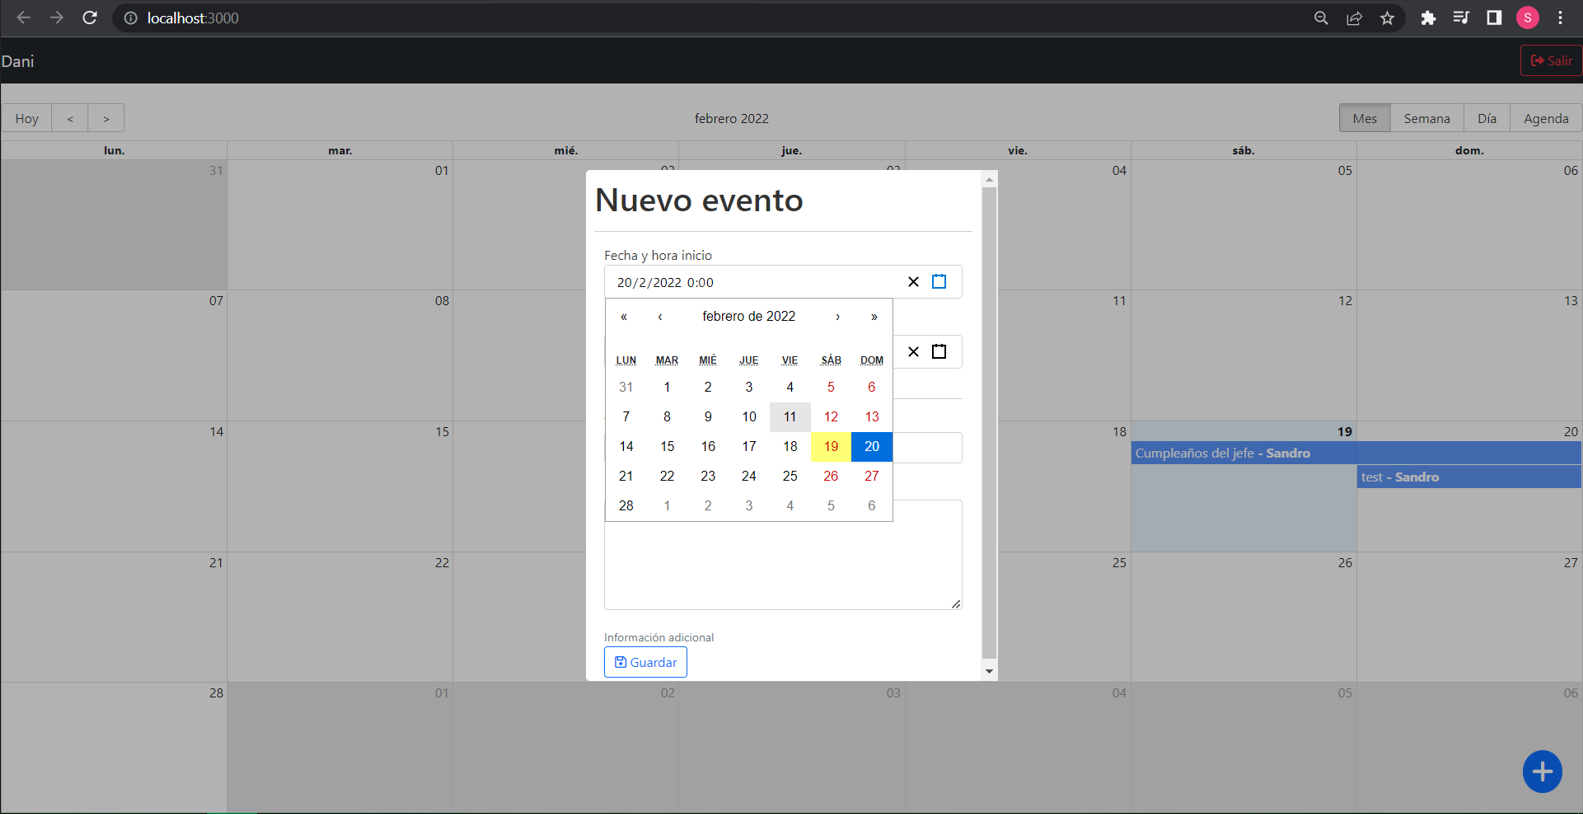 localhost:3000
S
Dani
Salir
Hoy < > febrero 2022 Mes Semana Día Agenda
lun. mar. mié. jue. vie. sáb. dom.
31 01 04 05 06
Nuevo evento
Fecha y hora inicio
20/2/2022 0:00
« ‹ febrero de 2022 › »
LUN MAR MIÉ JUE VIE SÁB DOM
31 1 2 3 4 5 6
7 8 9 10 11 12 13
14 15 16 17 18 19 20
21 22 23 24 25 26 27
28 1 2 3 4 5 6
Información adicional
Guardar
07 08 11 12 13
14 15 18 19 20
Cumpleaños del jefe - Sandro
test - Sandro
21 22 25 26 27
28 01 02 03 04 05 06